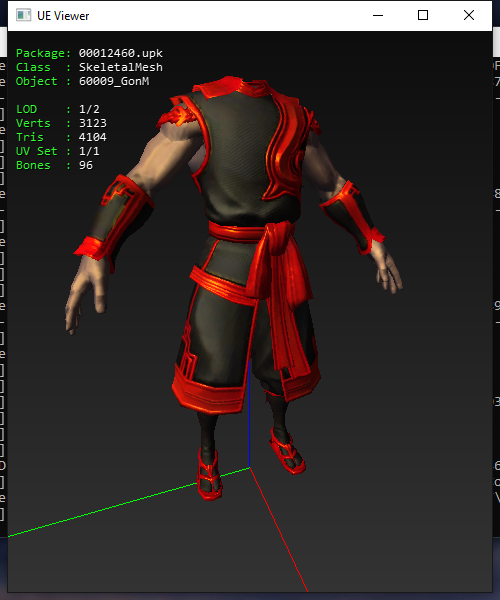 UE Viewer
Package: 00012460.upk
Class  : SkeletalMesh
Object : 60009_GonM
LOD    : 1/2
Verts  : 3123
Tris   : 4104
UV Set : 1/1
Bones  : 96